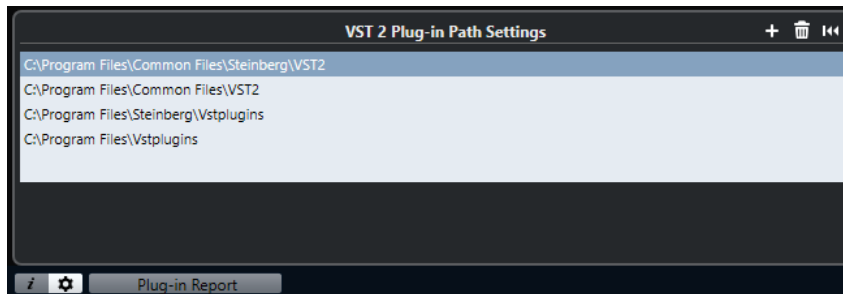 VST 2 Plug-in Path Settings
C:\Program Files\Common Files\Steinberg\VST2
C:\Program Files\Common Files\VST2
C:\Program Files\Steinberg\Vstplugins
C:\Program Files\Vstplugins
i Plug-in Report